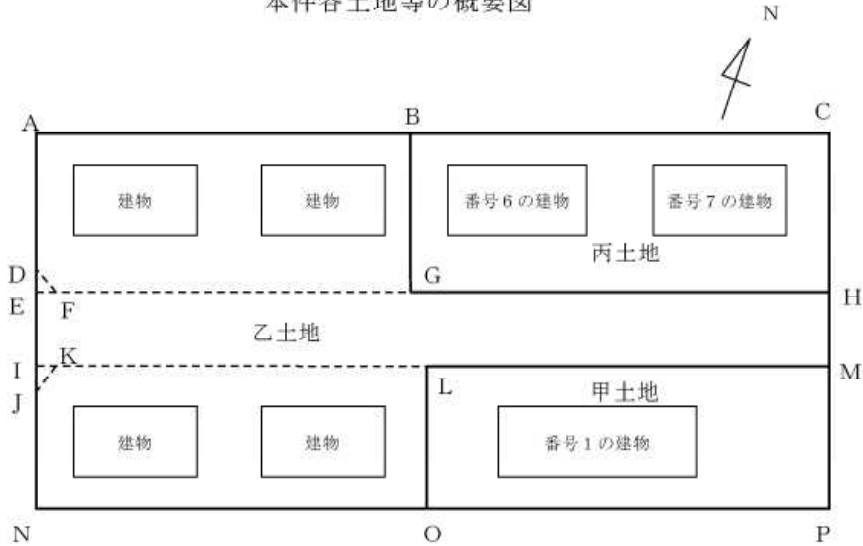 本件各土地等の概要図
N
A B C
建物 建物 番号6の建物 番号7の建物
丙土地
D G
E F H
乙土地
I K M
J L 甲土地
建物 建物 番号1の建物
N O P